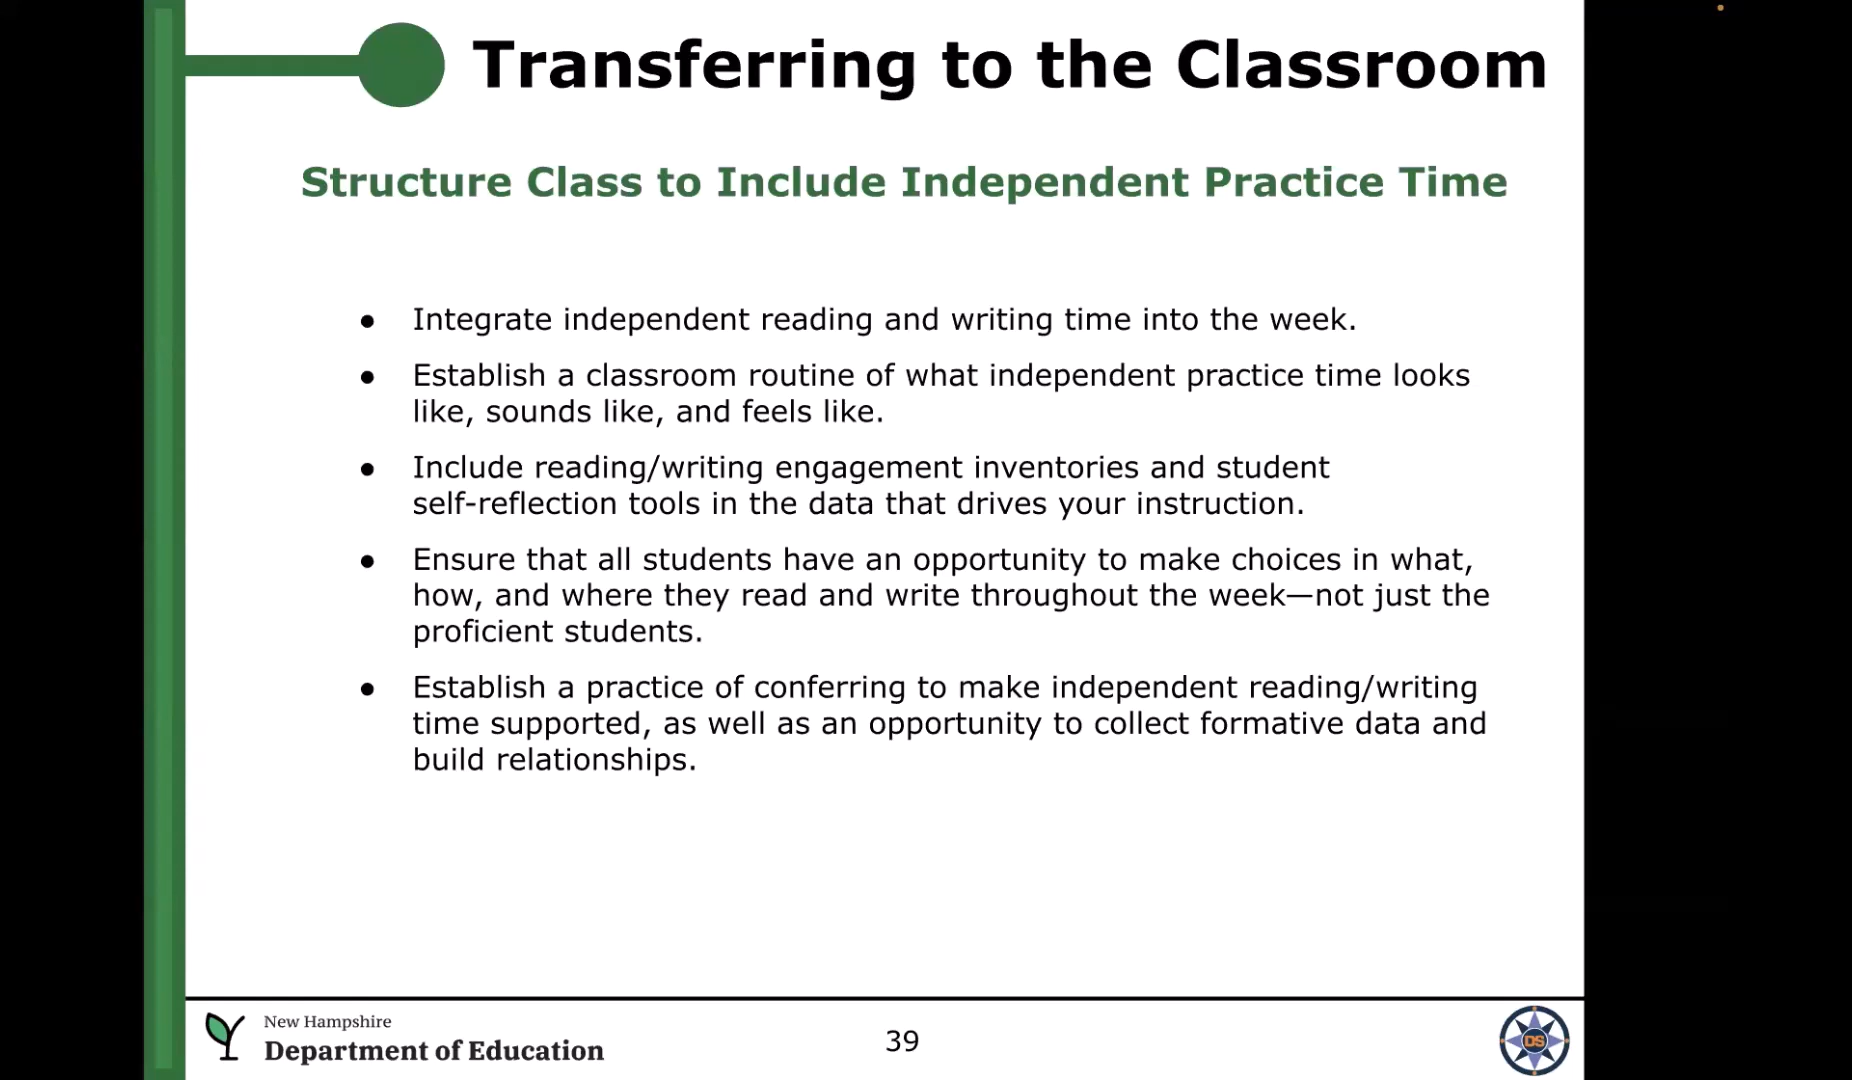 Transferring to the Classroom
Structure Class to Include Independent Practice Time
● Integrate independent reading and writing time into the week.
● Establish a classroom routine of what independent practice time looks
like, sounds like, and feels like.
● Include reading/writing engagement inventories and student
self-reflection tools in the data that drives your instruction.
● Ensure that all students have an opportunity to make choices in what,
how, and where they read and write throughout the week—not just the
proficient students.
● Establish a practice of conferring to make independent reading/writing
time supported, as well as an opportunity to collect formative data and
build relationships.
New Hampshire
Department of Education
39
DS